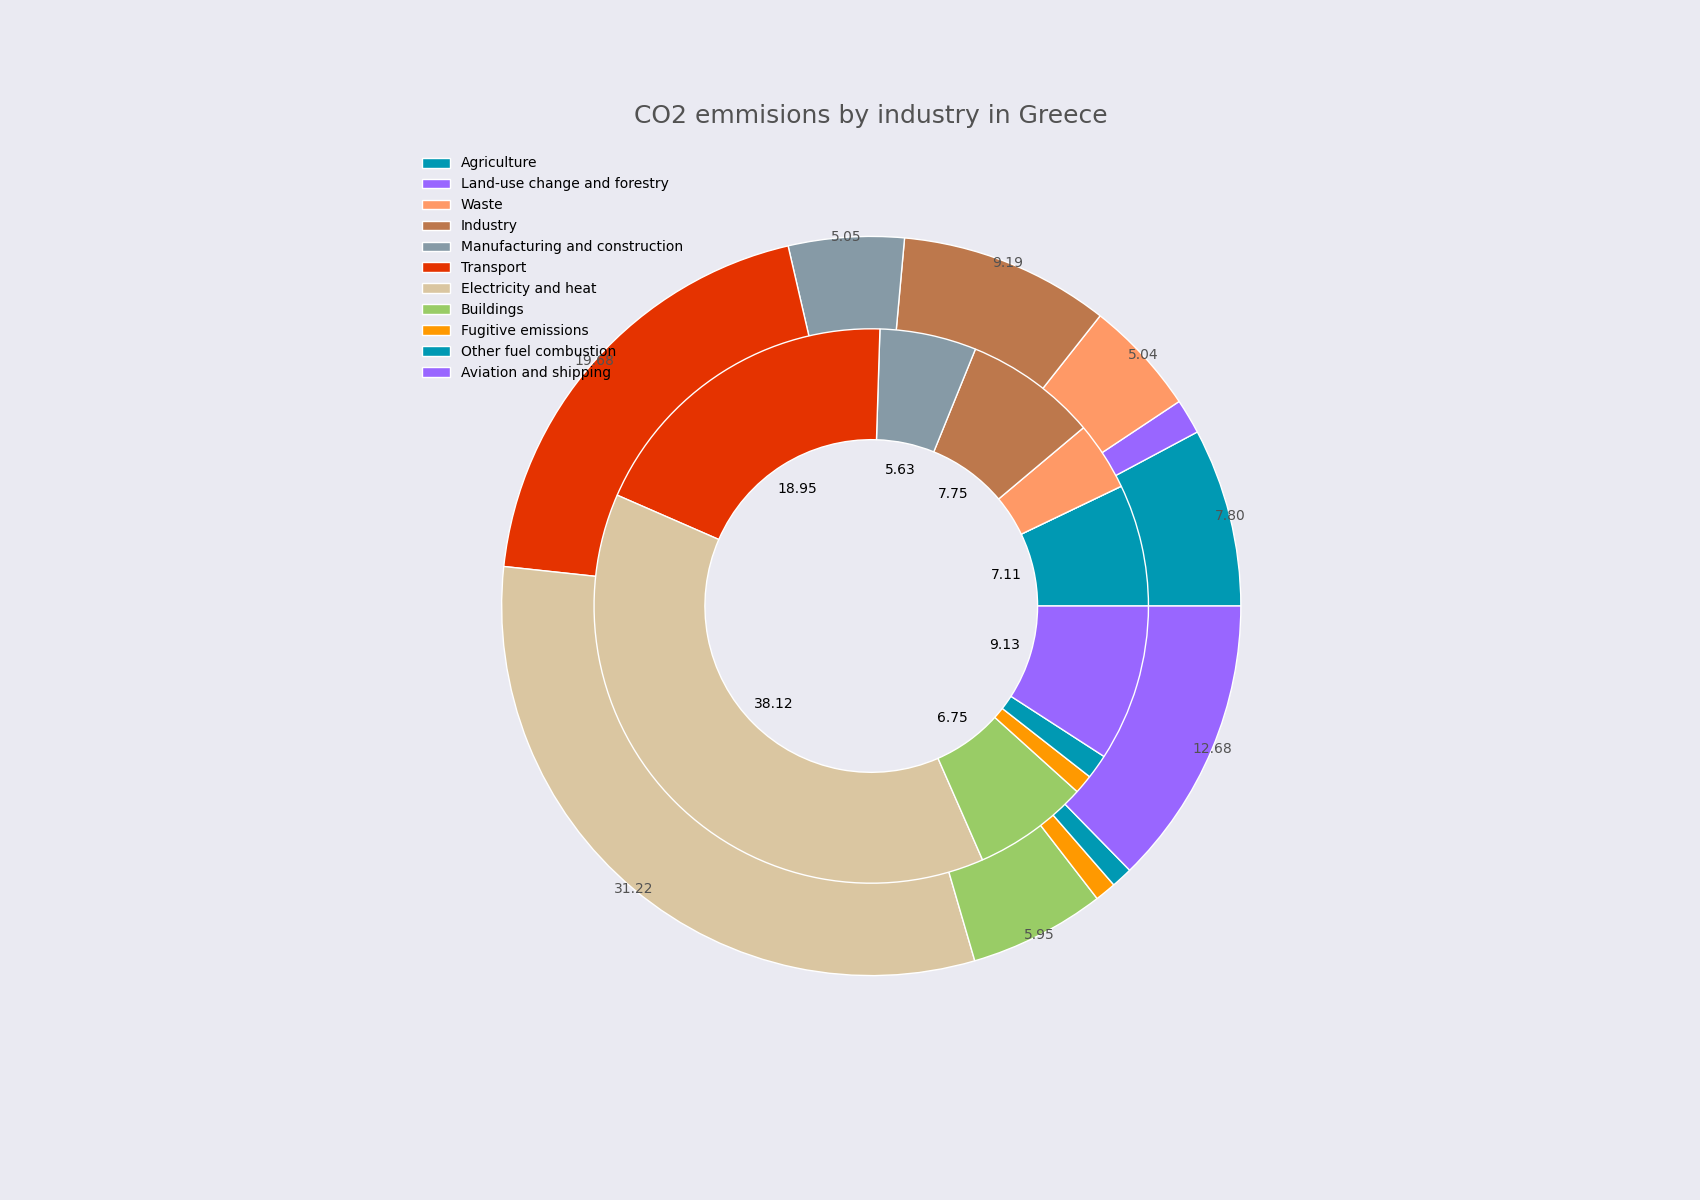 CO2 emmisions by industry in Greece
Agriculture
Land-use change and forestry
Waste
Industry
Manufacturing and construction
Transport
Electricity and heat
Buildings
Fugitive emissions
Other fuel combustion
Aviation and shipping
5.05
9.19
5.04
7.80
5.63
18.95
7.75
7.11
9.13
38.12
6.75
12.68
31.22
5.95